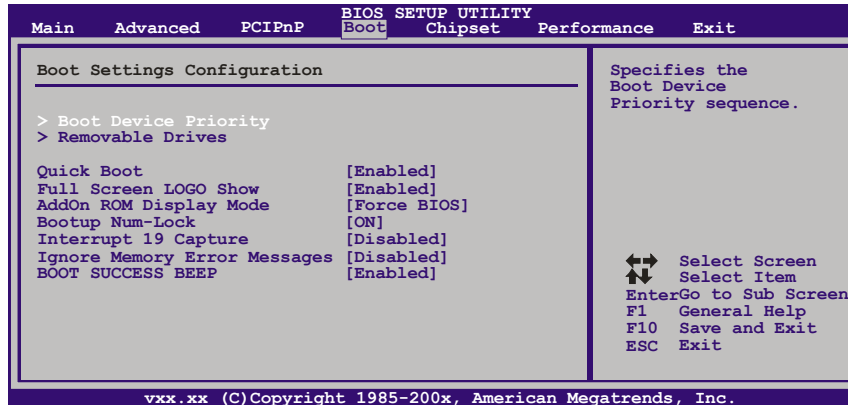 BIOS SETUP UTILITY
Main Advanced PCIPnP Boot Chipset Performance Exit
Boot Settings Configuration
> Boot Device Priority
> Removable Drives
Quick Boot [Enabled]
Full Screen LOGO Show [Enabled]
AddOn ROM Display Mode [Force BIOS]
Bootup Num-Lock [ON]
Interrupt 19 Capture [Disabled]
Ignore Memory Error Messages [Disabled]
BOOT SUCCESS BEEP [Enabled]
Specifies the
Boot Device
Priority sequence.
Select Screen
Select Item
EnterGo to Sub Screen
F1 General Help
F10 Save and Exit
ESC Exit
vxx.xx (C)Copyright 1985-200x, American Megatrends, Inc.